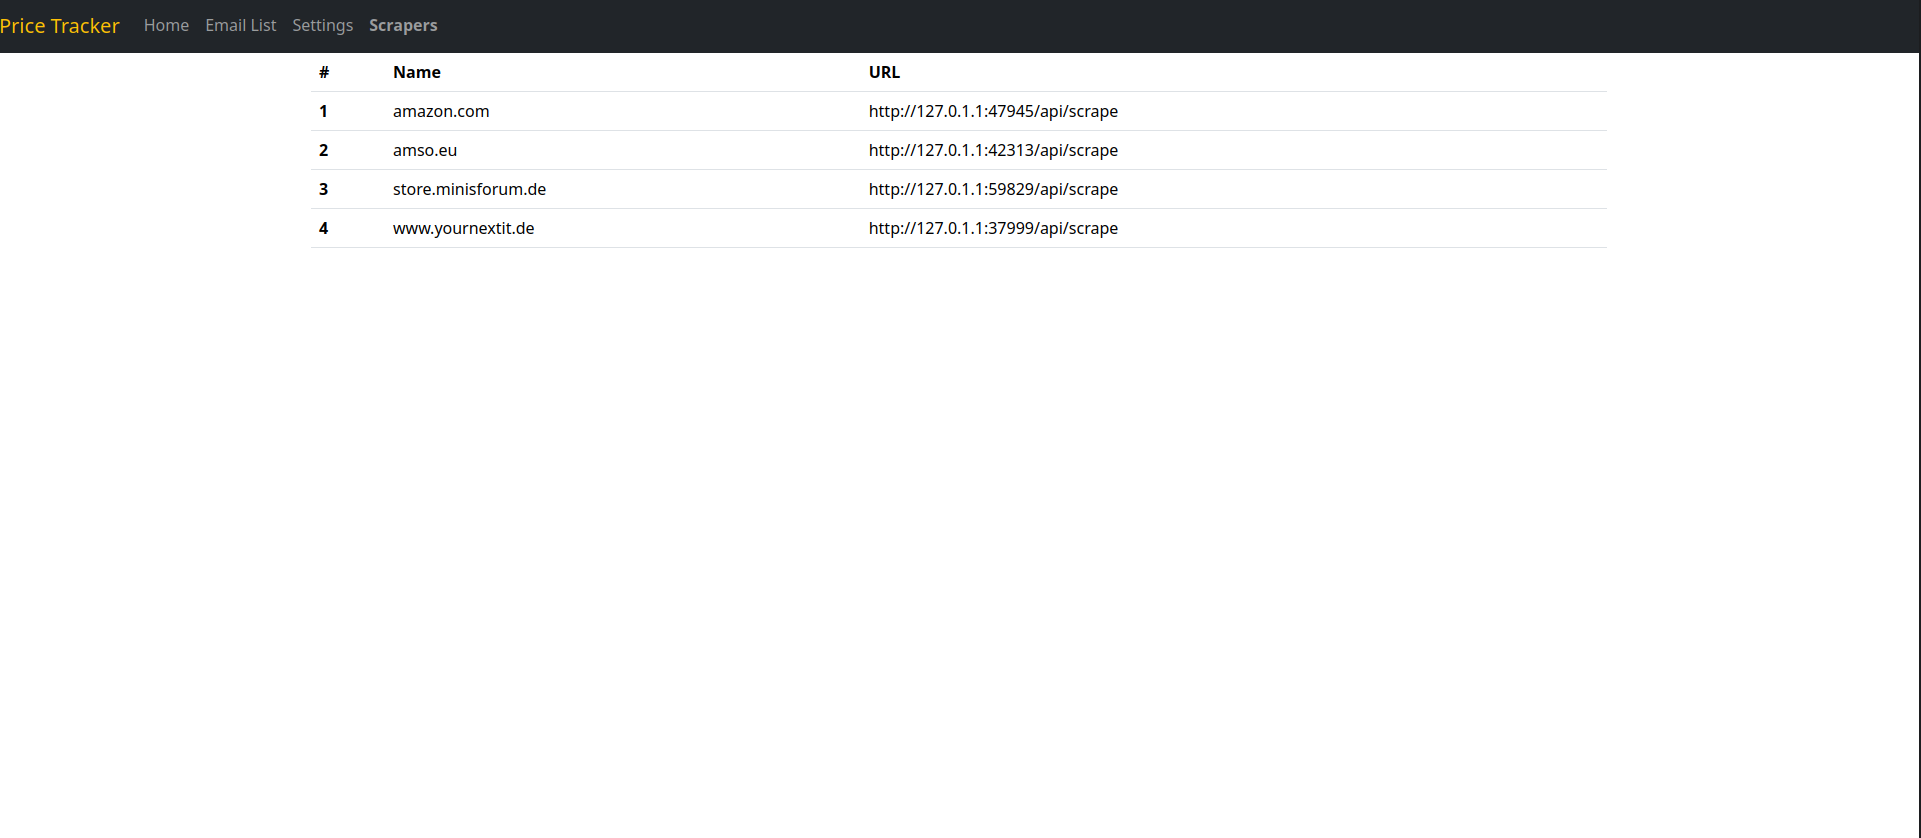 Price Tracker Home Email List Settings Scrapers
# Name URL
1 amazon.com http://127.0.1.1:47945/api/scrape
2 amso.eu http://127.0.1.1:42313/api/scrape
3 store.minisforum.de http://127.0.1.1:59829/api/scrape
4 www.yournextit.de http://127.0.1.1:37999/api/scrape